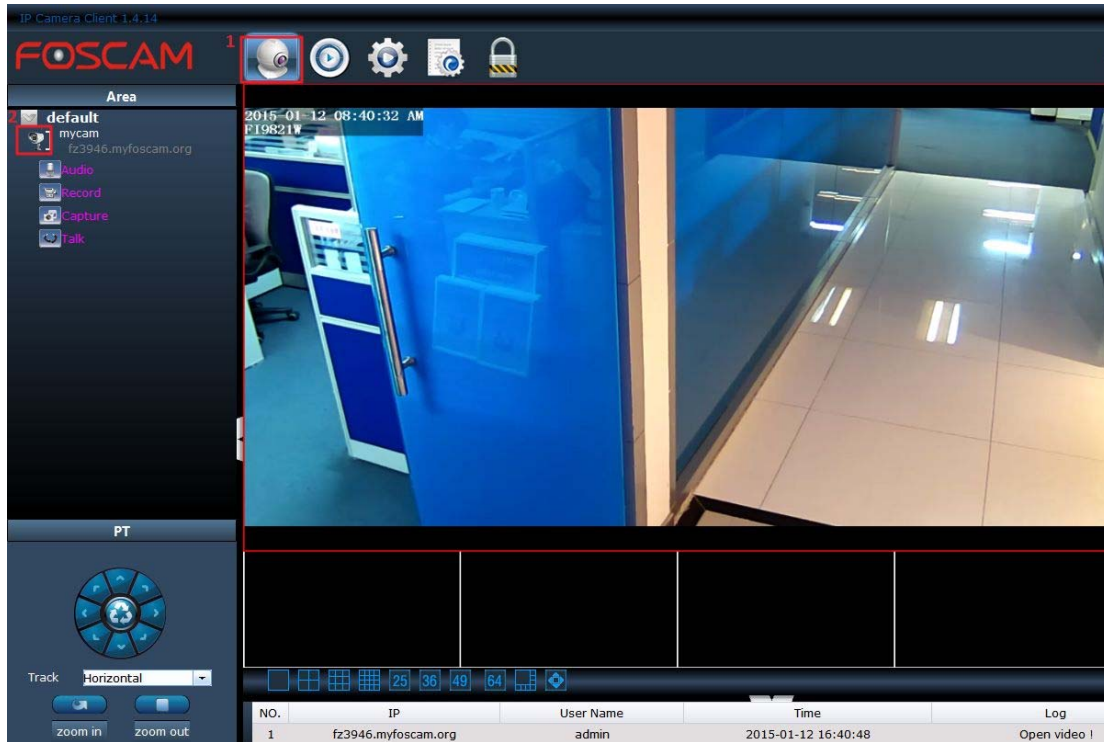 IP Camera Client 1.4.14
FOSCAM
1
Area
2
default
mycam
fz3946.myfoscam.org
Audio
Record
Capture
Talk
2015-01-12 08:40:32 AM
FI9821W
PT
Track Horizontal
zoom in zoom out
25 36 49 64
NO. IP User Name Time Log
1 fz3946.myfoscam.org admin 2015-01-12 16:40:48 Open video !